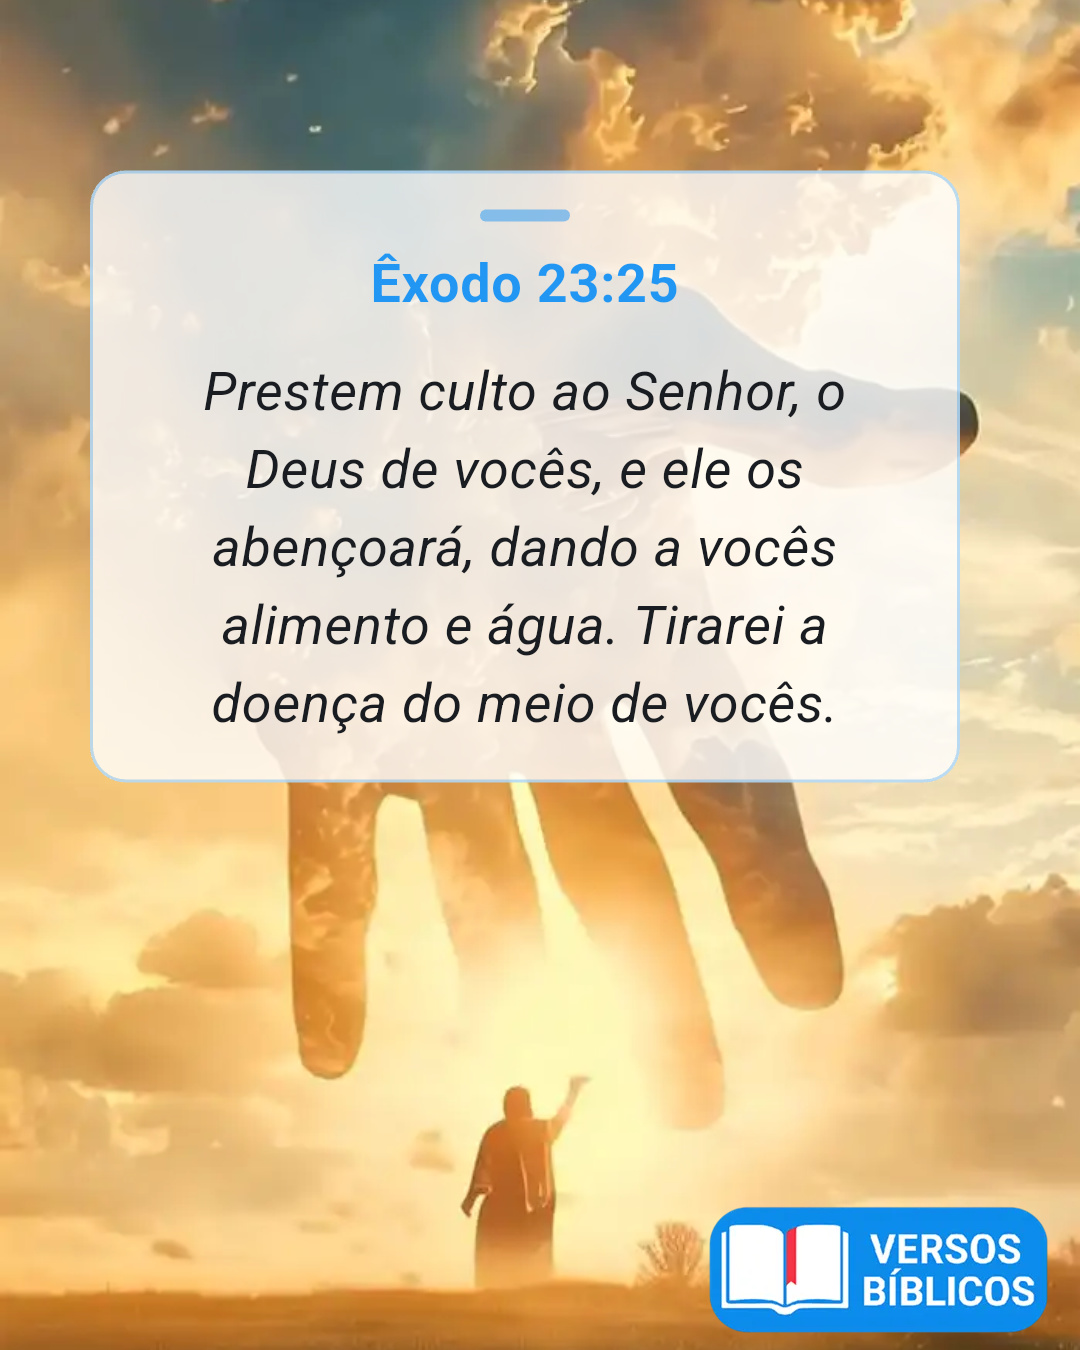 Êxodo 23:25
Prestem culto ao Senhor, o
Deus de vocês, e ele os
abençoará, dando a vocês
alimento e água. Tirarei a
doença do meio de vocês.
VERSOS
BÍBLICOS